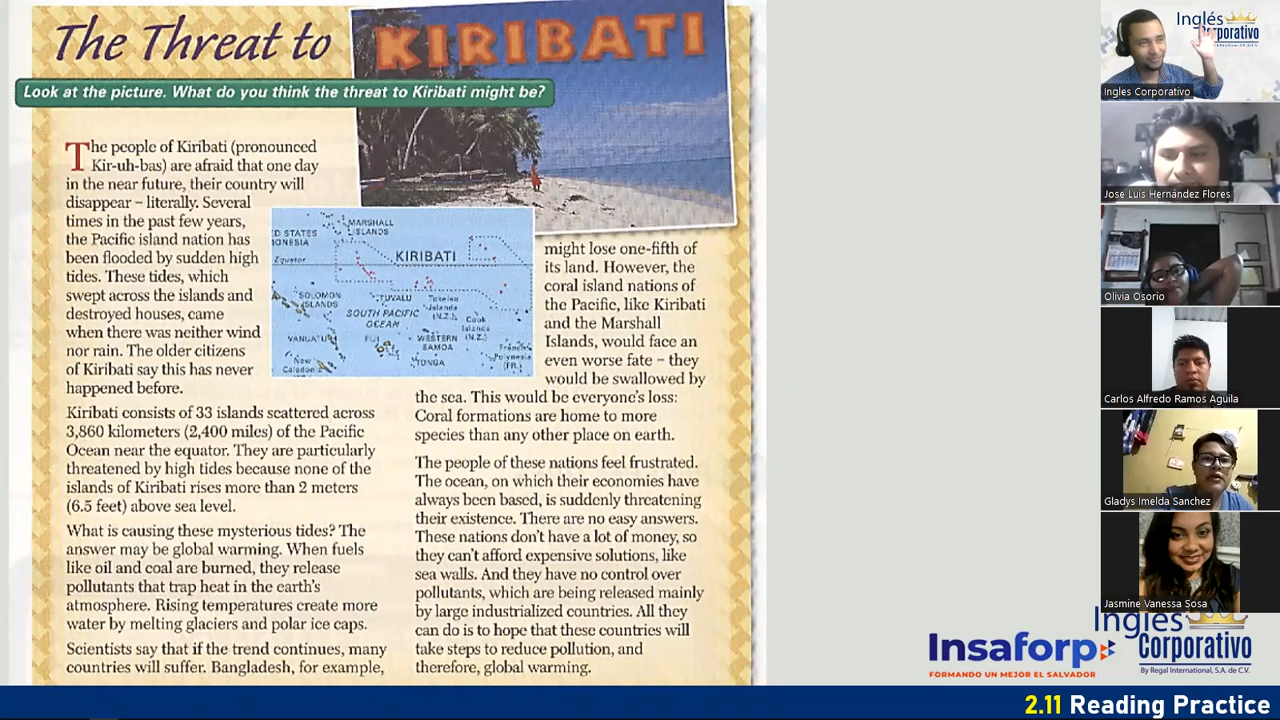 The Threat to
KIRIBATI
Look at the picture. What do you think the threat to Kiribati might be?
The people of Kiribati (pronounced
Kir-uh-bas) are afraid that one day
in the near future, their country will
disappear – literally. Several
times in the past few years,
the Pacific island nation has
been flooded by sudden high
tides. These tides, which
swept across the islands and
destroyed houses, came
when there was neither wind
nor rain. The older citizens
of Kiribati say this has never
happened before.
Kiribati consists of 33 islands scattered across
3,860 kilometers (2,400 miles) of the Pacific
Ocean near the equator. They are particularly
threatened by high tides because none of the
islands of Kiribati rises more than 2 meters
(6.5 feet) above sea level.
What is causing these mysterious tides? The
answer may be global warming. When fuels
like oil and coal are burned, they release
pollutants that trap heat in the earth's
atmosphere. Rising temperatures create more
water by melting glaciers and polar ice caps.
Scientists say that if the trend continues, many
countries will suffer. Bangladesh, for example,
MARSHALL
ISLANDS
ED STATES
ONESIA
KIRIBATI
Equator
SOLOMON
ISLANDS
TUVALU
Tokelau
Islands
(N.Z.)
SOUTH PACIFIC
OCEAN
Cook
Islands
(N.Z.)
VANUATU
FIJI
WESTERN
SAMOA
TONGA
New
French
Polynesia
(FR.)
might lose one-fifth of
its land. However, the
coral island nations of
the Pacific, like Kiribati
and the Marshall
Islands, would face an
even worse fate – they
would be swallowed by
the sea. This would be everyone's loss:
Coral formations are home to more
species than any other place on earth.
The people of these nations feel frustrated.
The ocean, on which their economies have
always been based, is suddenly threatening
their existence. There are no easy answers.
These nations don't have a lot of money, so
they can't afford expensive solutions, like
sea walls. And they have no control over
pollutants, which are being released mainly
by large industrialized countries. All they
can do is to hope that these countries will
take steps to reduce pollution, and
therefore, global warming.
Inglés
Corporativo
Ingles Corporativo
Jose Luis Hernández Flores
Olivia Osorio
Carlos Alfredo Ramos Aguila
Gladys Imelda Sanchez
Jasmine Vanessa Sosa
Insaforp
FORMANDO UN MEJOR EL SALVADOR
Inglés
Corporativo
By Regal International, S.A. de C.V.
2.11 Reading Practice